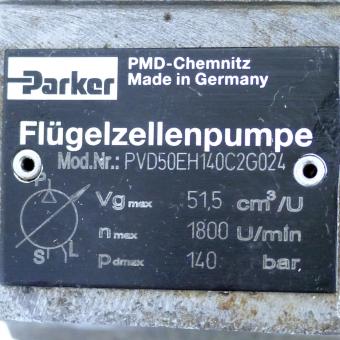 Parker
PMD-Chemnitz
Made in Germany
Flügelzellenpumpe
Mod.Nr.: PVD50EH140C2G024
P
S
L
Vg max 51,5 cm³/U
n max 1800 U/min
p dmax 140 bar